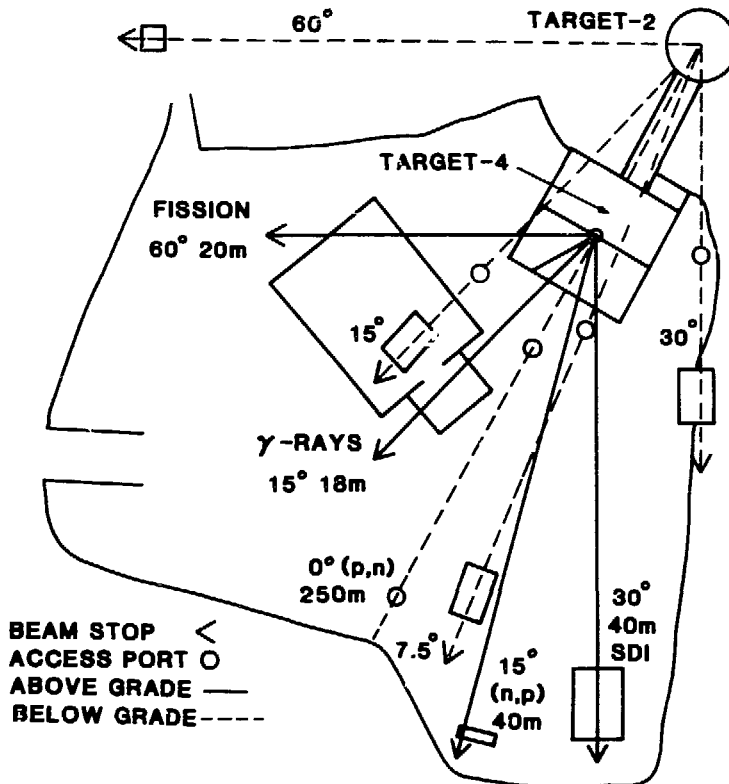 60°
TARGET-2
TARGET-4
FISSION
60° 20m
15°
30°
γ-RAYS
15° 18m
0° (p,n)
250m
7.5°
15°
(n,p)
40m
30°
40m
SDI
BEAM STOP <
ACCESS PORT O
ABOVE GRADE —
BELOW GRADE ----